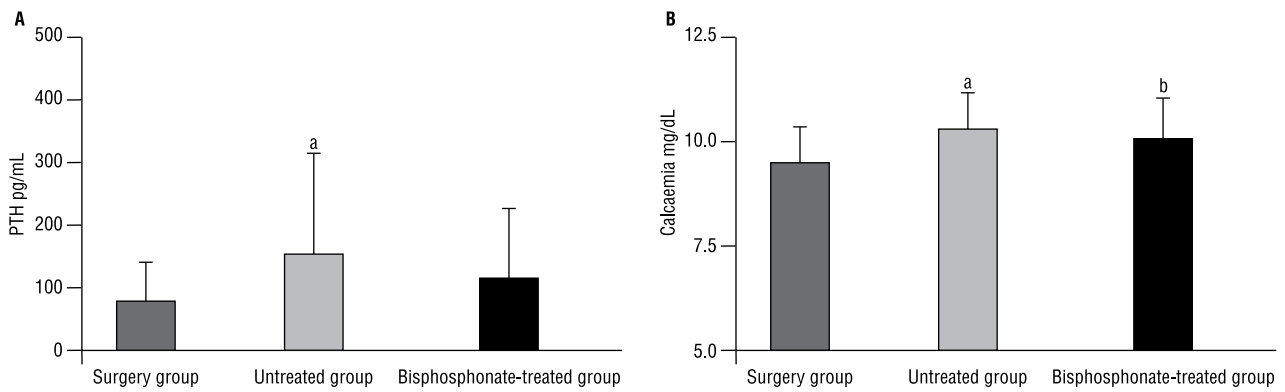 A
500
400
300
200
100
0
PTH pg/mL
a
Surgery group
Untreated group
Bisphosphonate-treated group
B
12.5
10.0
7.5
5.0
Calcaemia mg/dL
a
b
Surgery group
Untreated group
Bisphosphonate-treated group